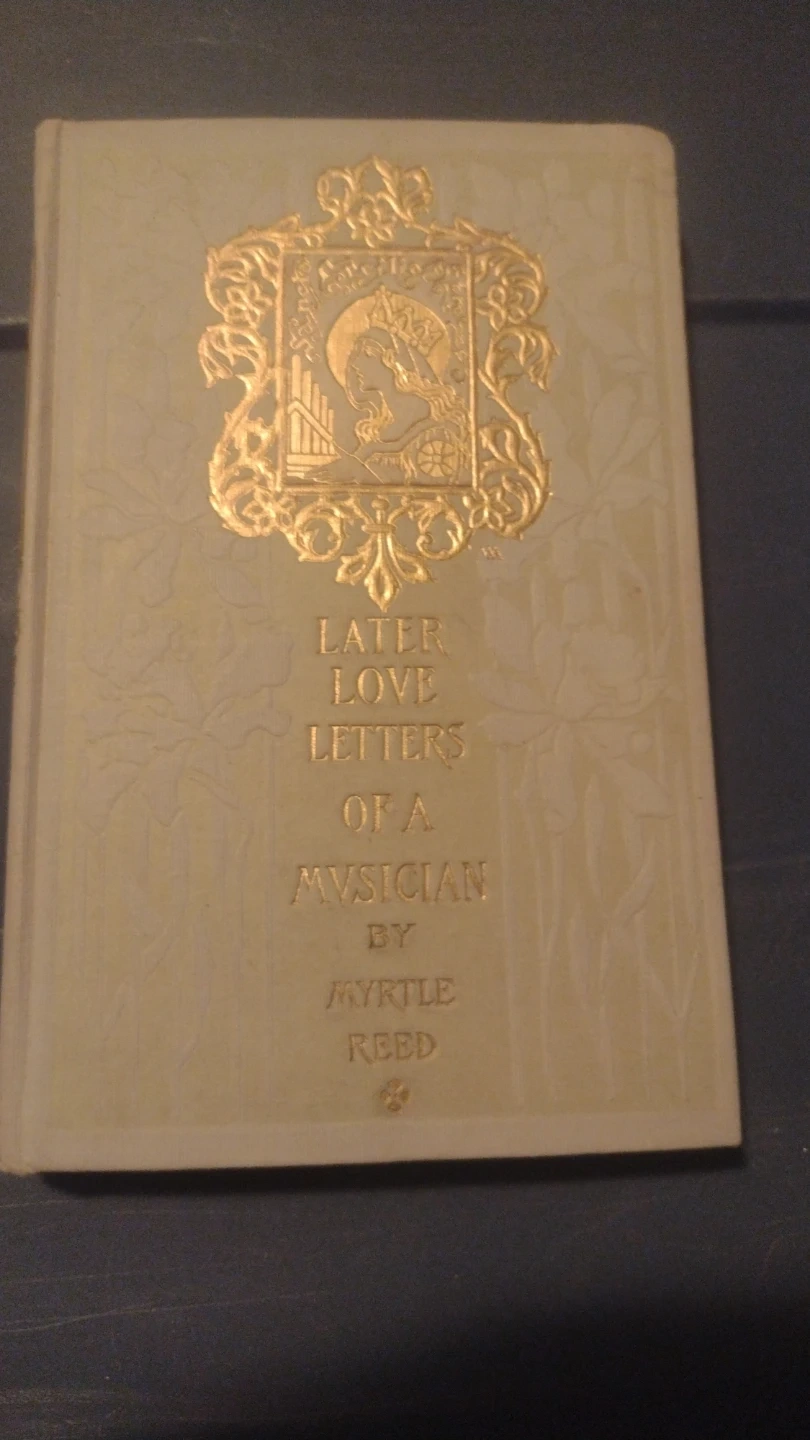 LATER
LOVE
LETTERS
OF A
MVSICIAN
BY
MYRTLE
REED